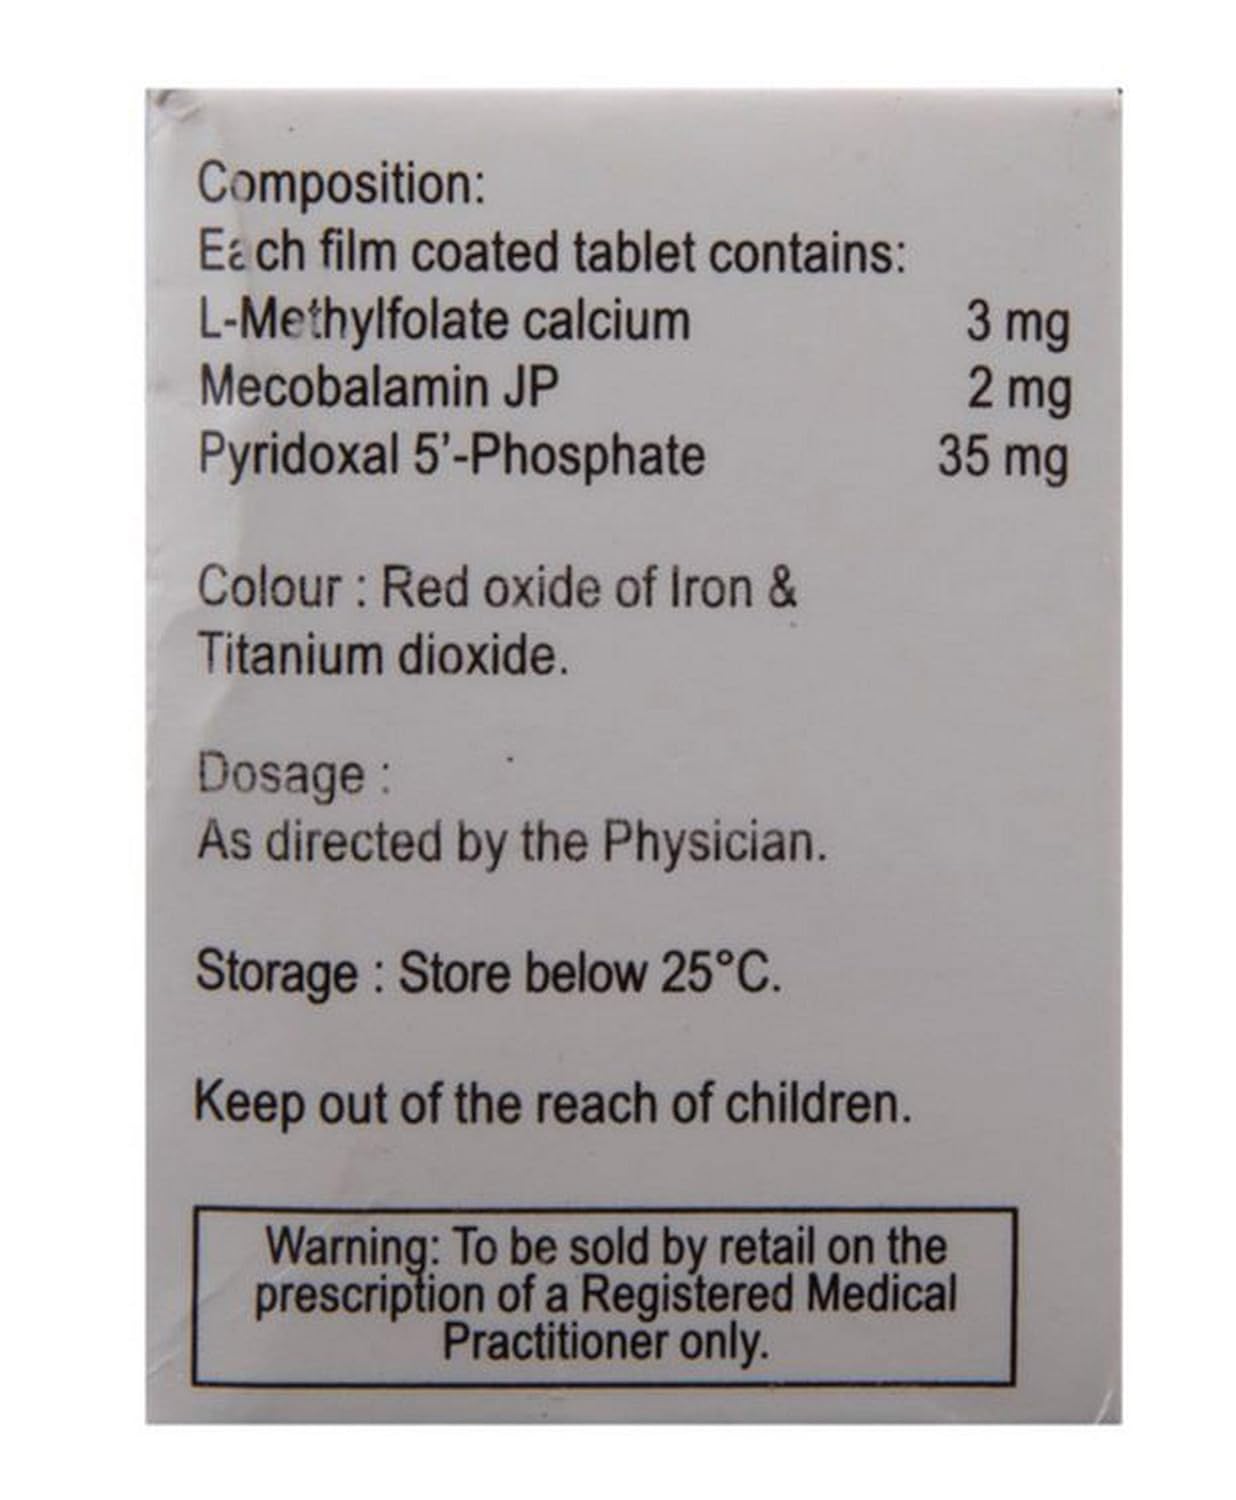 Composition:
Each film coated tablet contains:
L-Methylfolate calcium 3 mg
Mecobalamin JP 2 mg
Pyridoxal 5'-Phosphate 35 mg
Colour : Red oxide of Iron &
Titanium dioxide.
Dosage :
As directed by the Physician.
Storage : Store below 25°C.
Keep out of the reach of children.
Warning: To be sold by retail on the
prescription of a Registered Medical
Practitioner only.